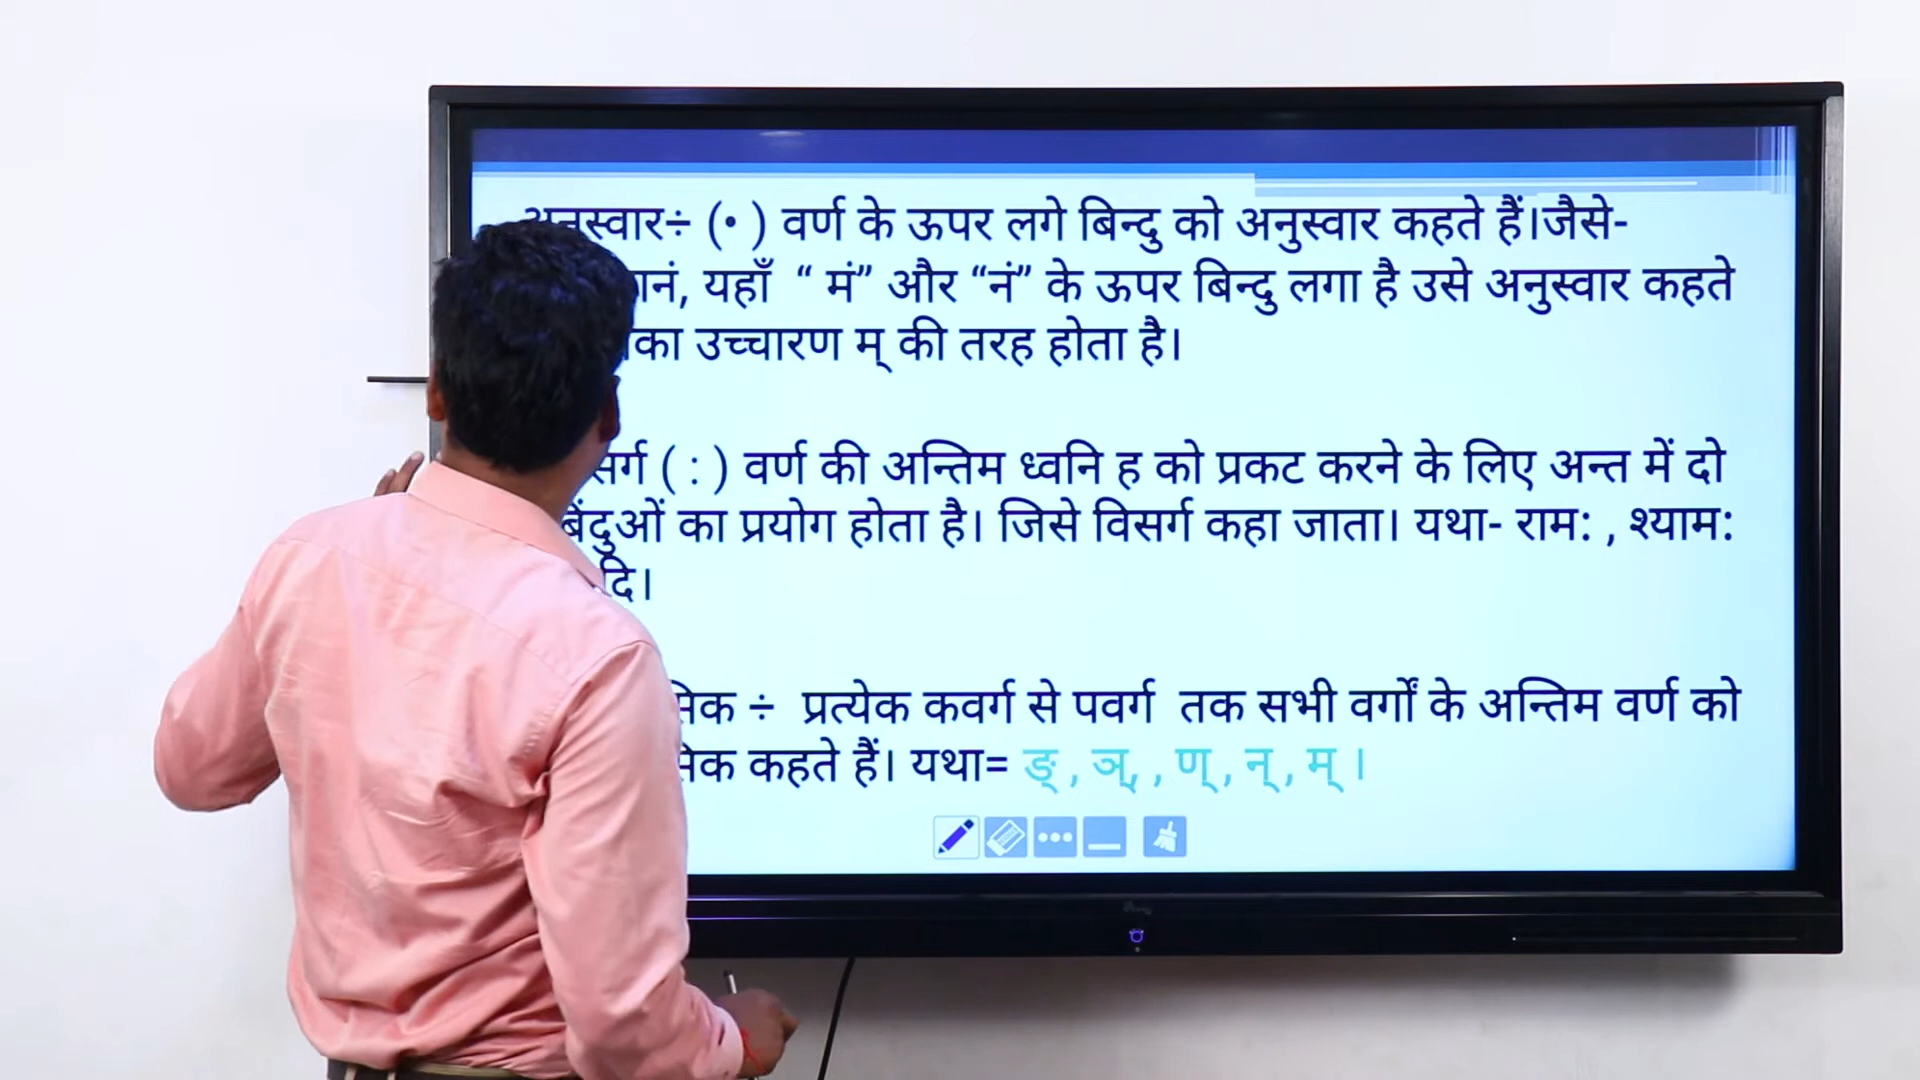 (• ) वर्ण के ऊपर लगे बिन्दु को अनुस्वार कहते हैं।जैसे-
यहाँ “ मं” और “नं” के ऊपर बिन्दु लगा है उसे अनुस्वार कहते
उच्चारण म् की तरह होता है।
( : ) वर्ण की अन्तिम ध्वनि ह को प्रकट करने के लिए अन्त में दो
का प्रयोग होता है। जिसे विसर्ग कहा जाता। यथा- राम: , श्याम:
÷ प्रत्येक कवर्ग से पवर्ग तक सभी वर्गों के अन्तिम वर्ण को
कहते हैं। यथा= ङ् , ञ्, , ण् , न् , म् ।